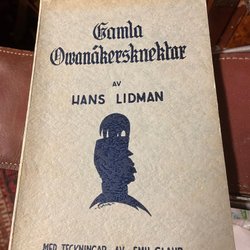 Gamla
Owanåkersknektar
AV
HANS LIDMAN
MED TECKNINGAR AV EMIL